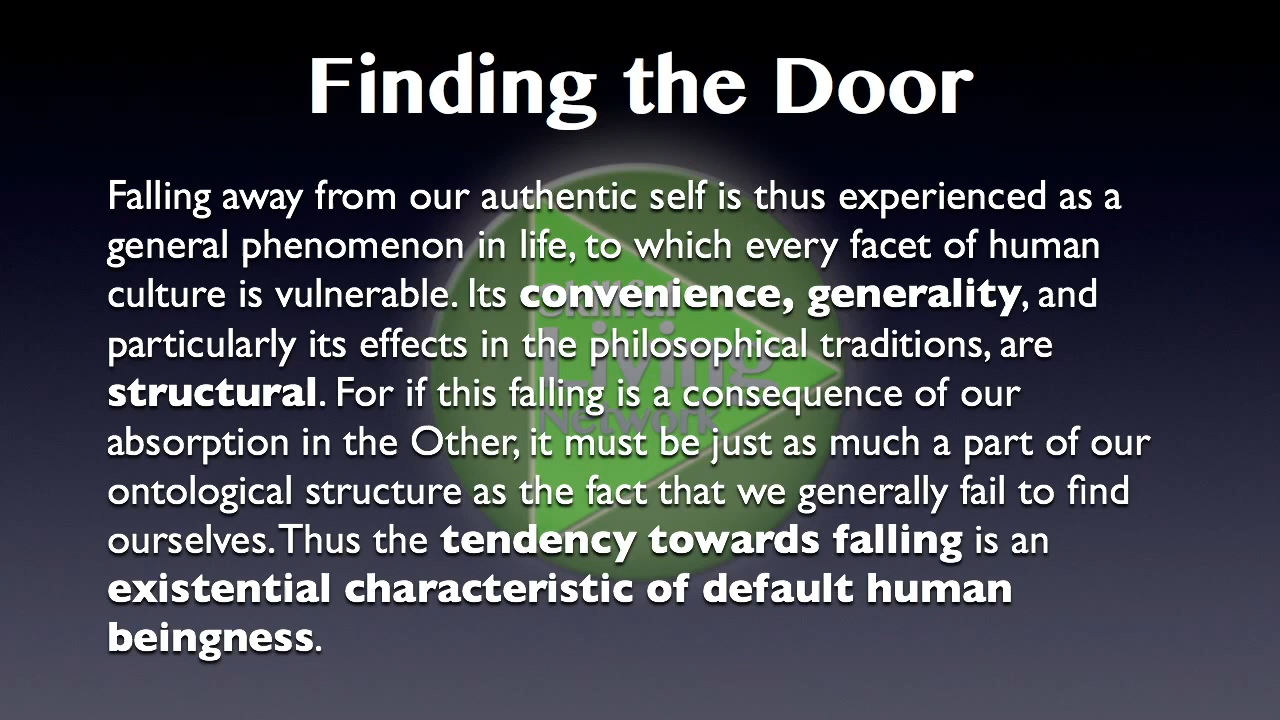 Finding the Door
Falling away from our authentic self is thus experienced as a
general phenomenon in life, to which every facet of human
culture is vulnerable. Its convenience, generality, and
particularly its effects in the philosophical traditions, are
structural. For if this falling is a consequence of our
absorption in the Other, it must be just as much a part of our
ontological structure as the fact that we generally fail to find
ourselves. Thus the tendency towards falling is an
existential characteristic of default human
beingness.
Skillful
Living
Network